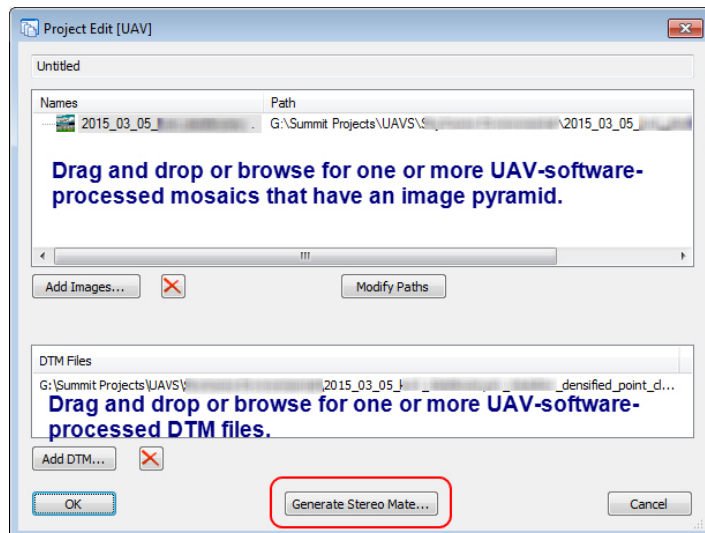 Project Edit [UAV]
Untitled
Names Path
2015_03_05_ . G:\Summit Projects\UAVS\S \2015_03_05_
Drag and drop or browse for one or more UAV-software-
processed mosaics that have an image pyramid.
Add Images... Modify Paths
DTM Files
G:\Summit Projects\UAVS\ 2015_03_05_ _densified_point_cl...
Drag and drop or browse for one or more UAV-software-
processed DTM files.
Add DTM...
OK Generate Stereo Mate... Cancel